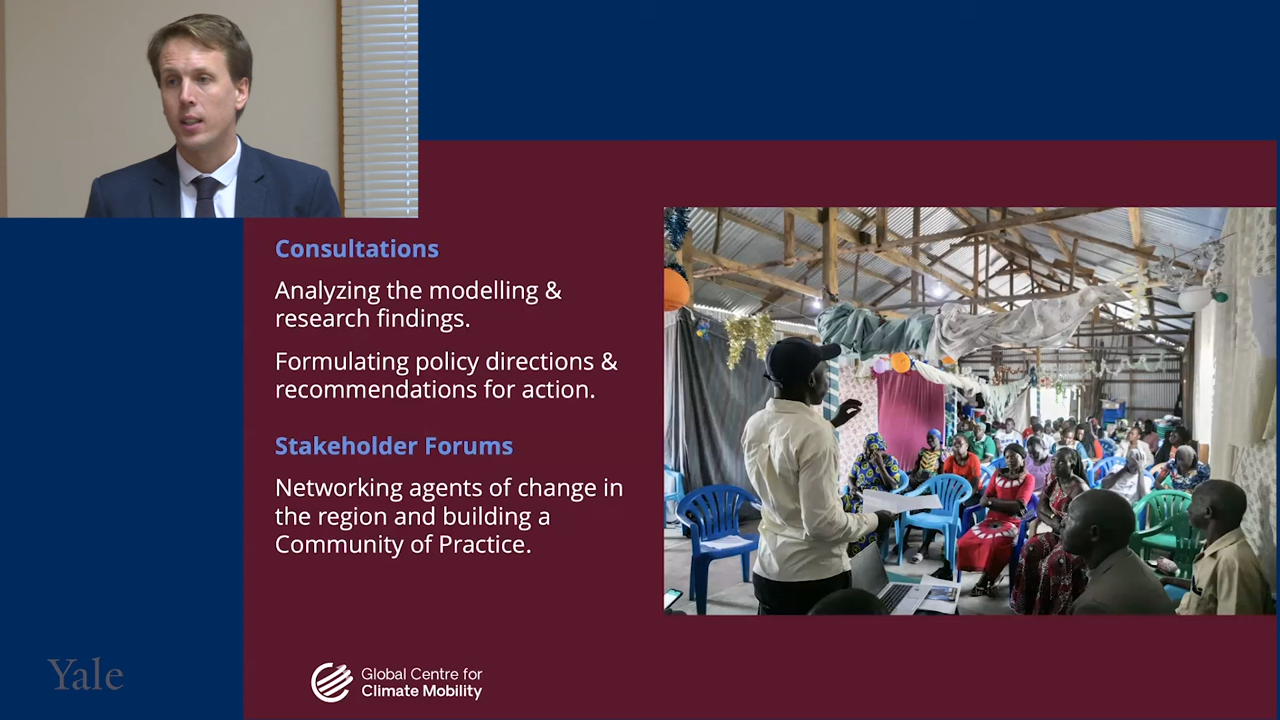 Consultations
Analyzing the modelling &
research findings.
Formulating policy directions &
recommendations for action.
Stakeholder Forums
Networking agents of change in
the region and building a
Community of Practice.
Yale
Global Centre for
Climate Mobility